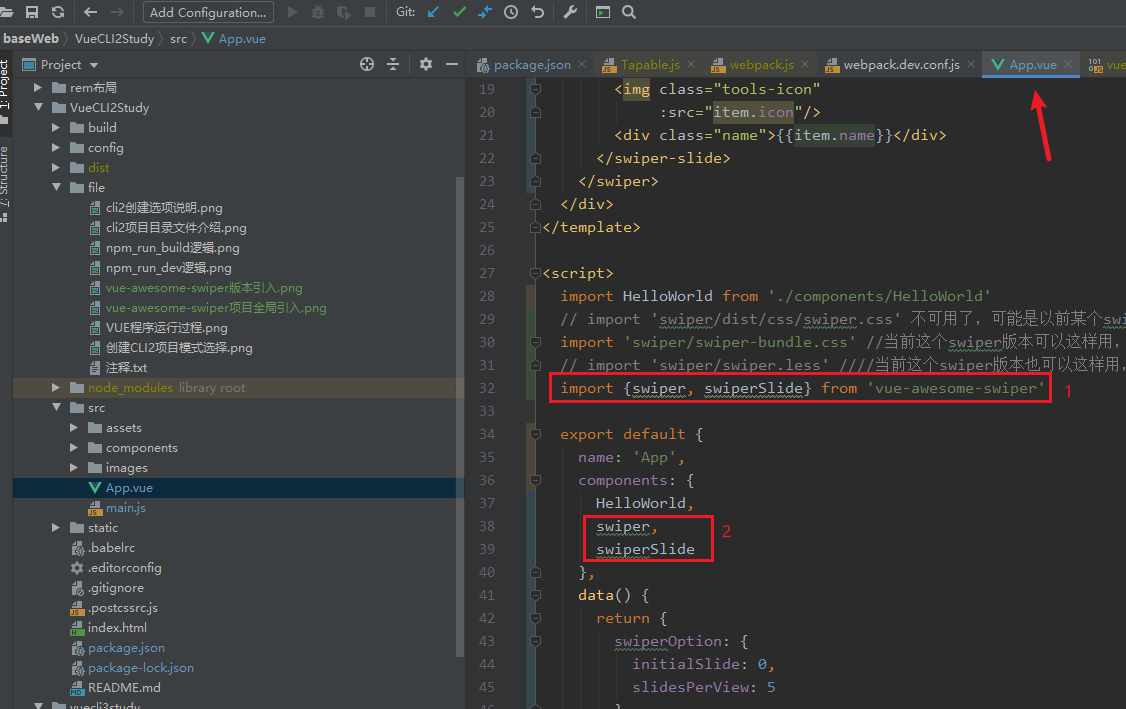 Add Configuration...
Git:
baseWeb
VueCLI2Study
src
App.vue
1: Project
7: Structure
Project
rem布局
VueCLI2Study
build
config
dist
file
cli2创建选项说明.png
cli2项目目录文件介绍.png
npm_run_build逻辑.png
npm_run_dev逻辑.png
vue-awesome-swiper版本引入.png
vue-awesome-swiper项目全局引入.png
VUE程序运行过程.png
创建CLI2项目模式选择.png
注释.txt
node_modules library root
src
assets
components
images
App.vue
main.js
static
.babelrc
.editorconfig
.gitignore
.postcssrc.js
index.html
package.json
package-lock.json
README.md
vuecli3study
package.json
Tapable.js
webpack.js
webpack.dev.conf.js
App.vue
vue
19 <img class="tools-icon"
20 :src="item.icon"/>
21 <div class="name">{{item.name}}</div>
22 </swiper-slide>
23 </swiper>
24 </div>
25 </template>
26
27 <script>
28 import HelloWorld from './components/HelloWorld'
29 // import 'swiper/dist/css/swiper.css' 不可用了, 可能是以前某个swi
30 import 'swiper/swiper-bundle.css' //当前这个swiper版本可以这样用,
31 // import 'swiper/swiper.less' ////当前这个swiper版本也可以这样用,
32 import {swiper, swiperSlide} from 'vue-awesome-swiper'
1
33
34 export default {
35 name: 'App',
36 components: {
37 HelloWorld,
38 swiper,
2
39 swiperSlide
40 },
41 data() {
42 return {
43 swiperOption: {
44 initialSlide: 0,
45 slidesPerView: 5